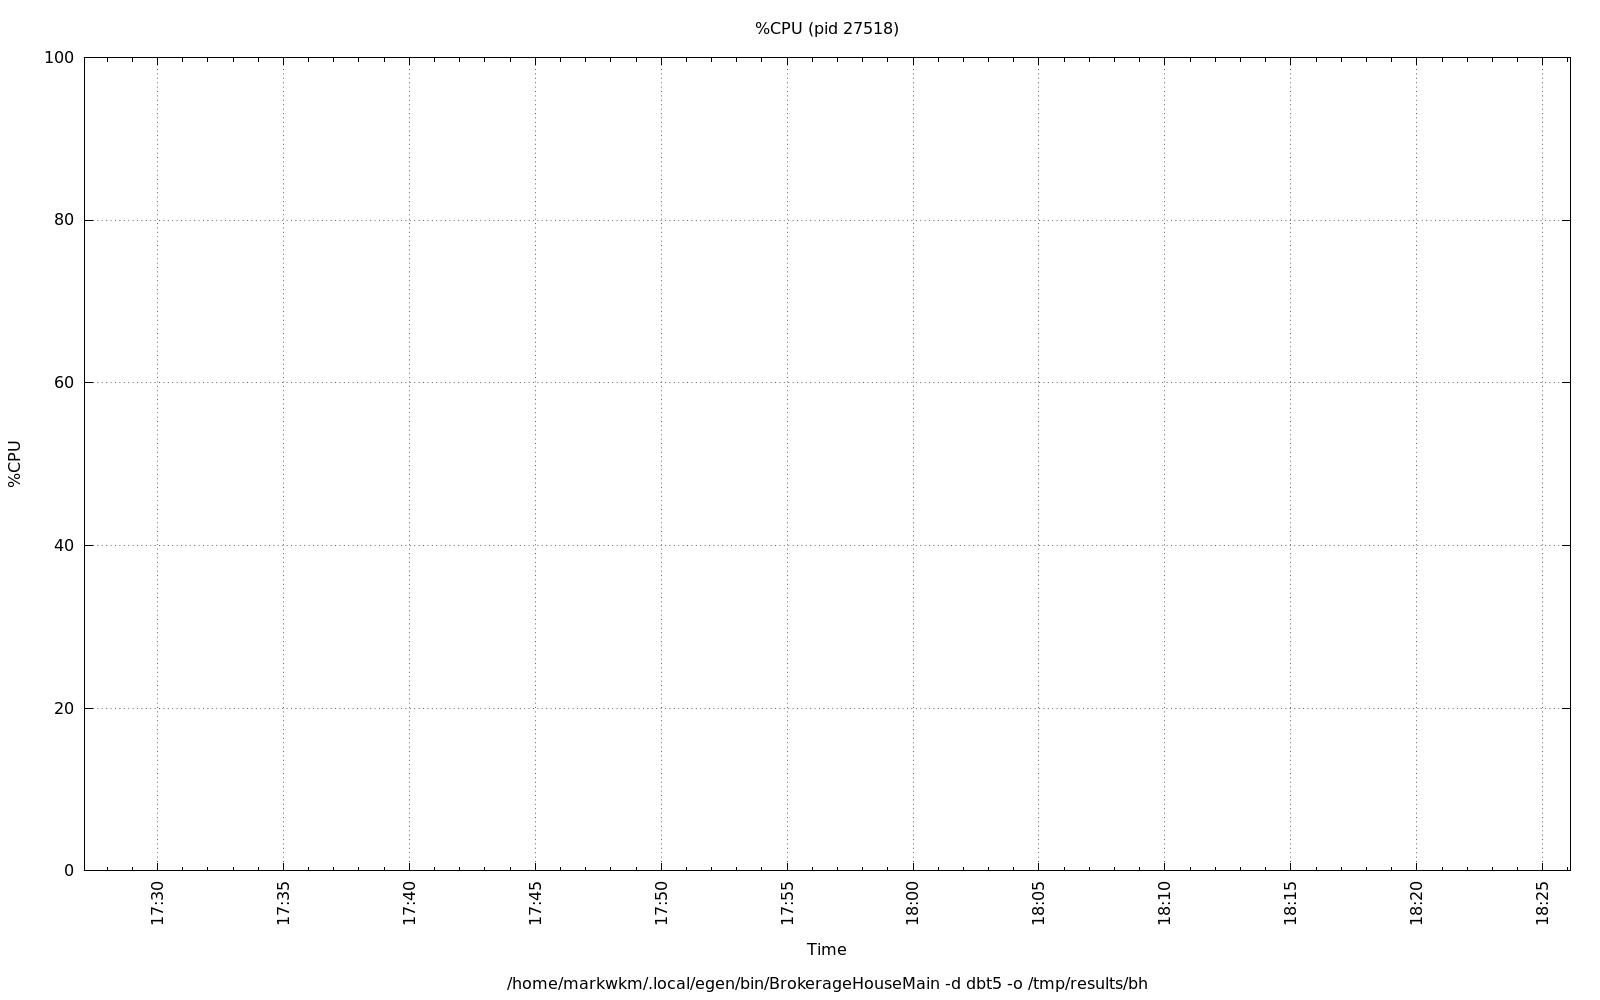 %CPU (pid 27518)
100
80
60
40
20
0
%CPU
17:30 17:35 17:40 17:45 17:50 17:55 18:00 18:05 18:10 18:15 18:20 18:25
Time
/home/markwkm/.local/egen/bin/BrokerageHouseMain -d dbt5 -o /tmp/results/bh